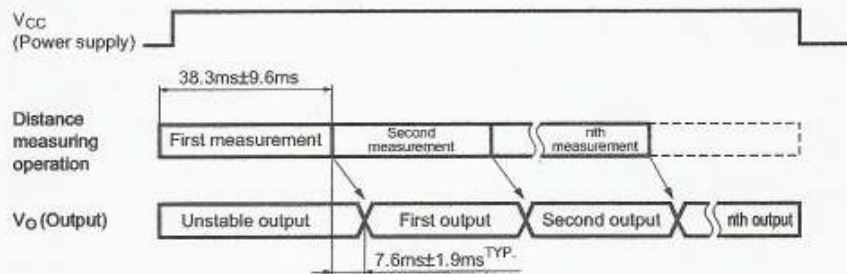 VCC
(Power supply)
38.3ms±9.6ms
Distance
measuring
operation
First measurement
Second
measurement
nth
measurement
VO (Output)
Unstable output
First output
Second output
nth output
7.6ms±1.9ms TYP.